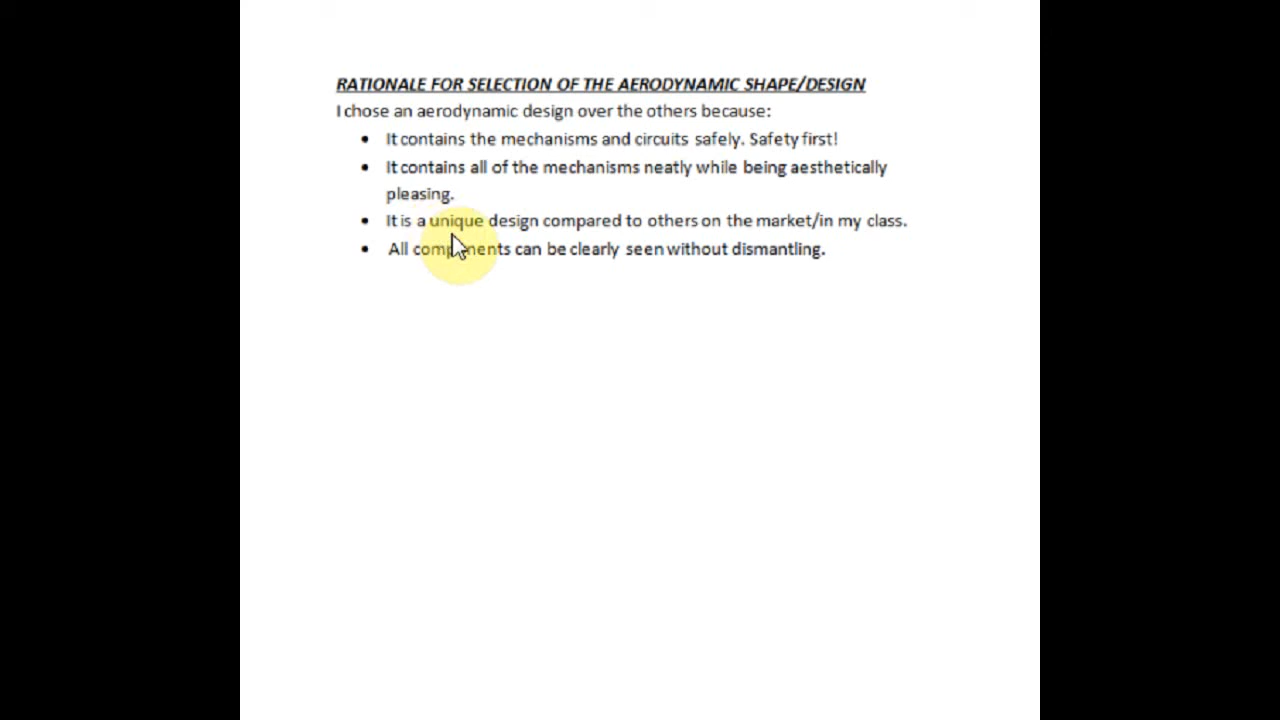 RATIONALE FOR SELECTION OF THE AERODYNAMIC SHAPE/DESIGN
I chose an aerodynamic design over the others because:
• It contains the mechanisms and circuits safely. Safety first!
• It contains all of the mechanisms neatly while being aesthetically
pleasing.
• It is a unique design compared to others on the market/in my class.
• All components can be clearly seen without dismantling.